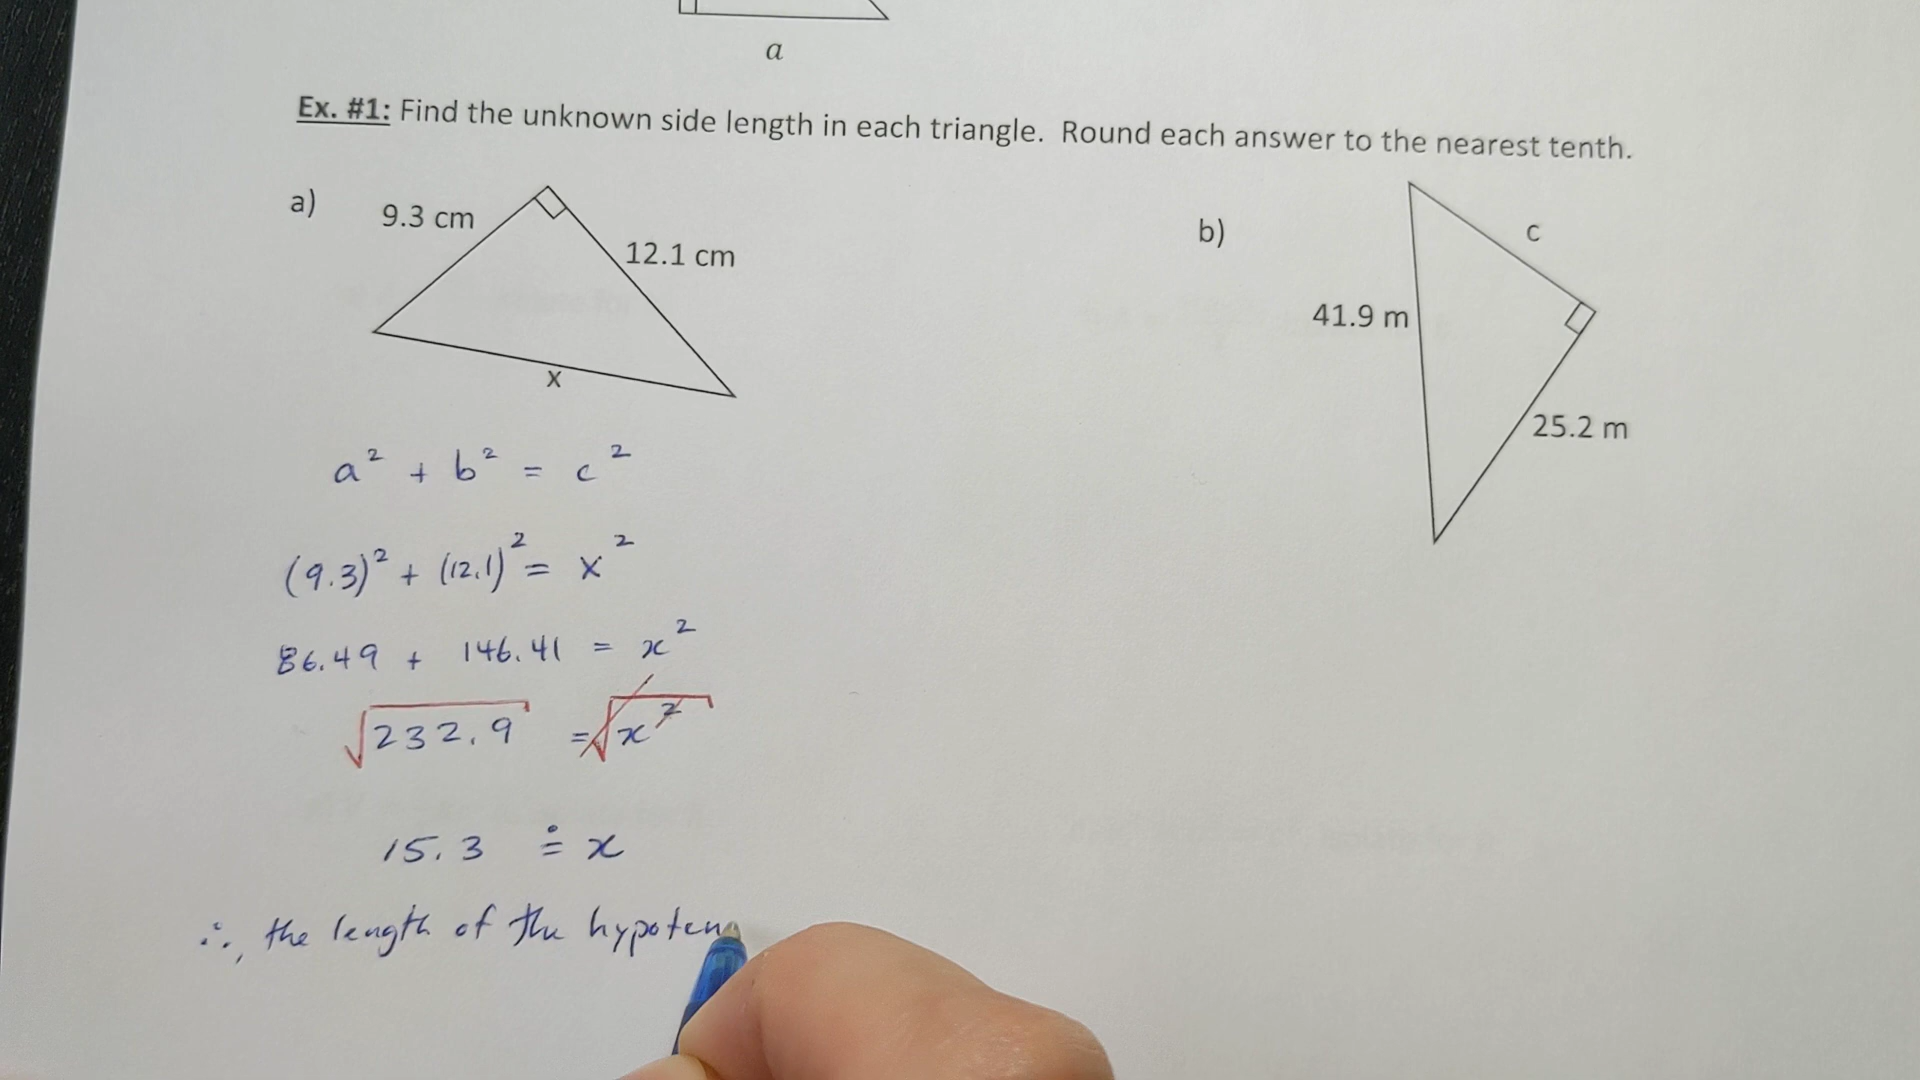 a
Ex. #1: Find the unknown side length in each triangle. Round each answer to the nearest tenth.
a)
9.3 cm
12.1 cm
x
b)
c
41.9 m
25.2 m
a² + b² = c²
(9.3)² + (12.1)² = x²
86.49 + 146.41 = x²
√232.9 = √x²
15.3 ≐ x
∴, the length of the hypoten